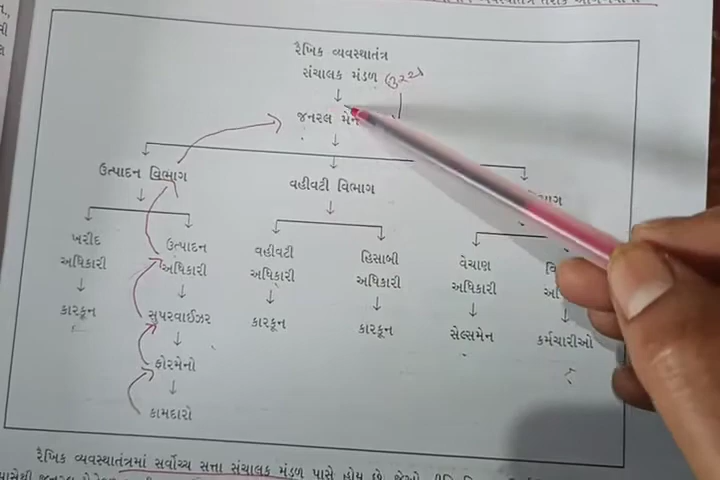 રૈખિક વ્યવસ્થાતંત્ર
સંચાલક મંડળ
જનરલ
ઉત્પાદન વિભાગ
વહીવટી વિભાગ
ખરીદ અધિકારી
ઉત્પાદન અધિકારી
વહીવટી અધિકારી
હિસાબી અધિકારી
વેચાણ અધિકારી
કારકૂન
સુપરવાઈઝર
કારકૂન
કારકૂન
સેલ્સમેન
કર્મચારીઓ
ફોરમેનો
કામદારો
રૈખિક વ્યવસ્થાતંત્રમાં સર્વોચ્ચ સત્તા સંચાલક મંડળ પાસે હોય છે